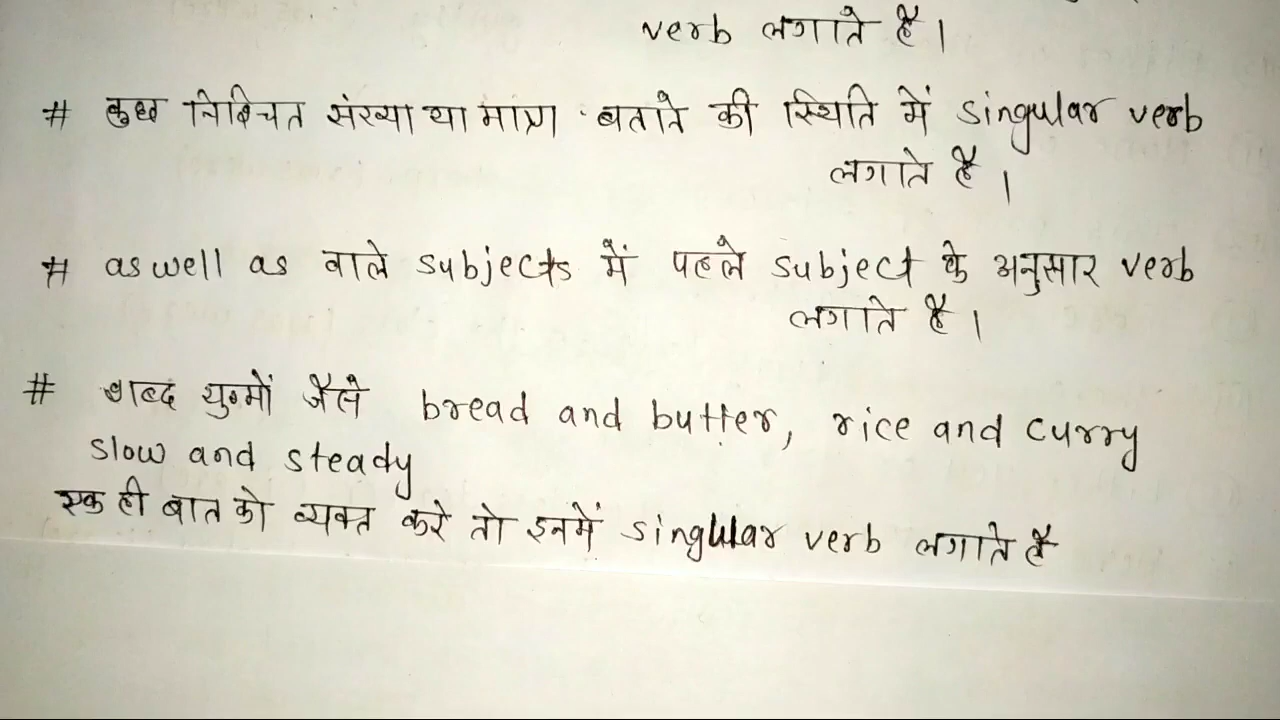 verb लगाते है।
# कुछ निश्चित संख्या या मात्रा बताने की स्थिति में singular verb
लगाते है।
# as well as वाले subjects में पहले subject के अनुसार verb
लगाते है।
# शब्द युग्मों जैसे bread and butter, rice and curry
slow and steady
एक ही बात को व्यक्त करे तो इनमें singular verb लगाते है